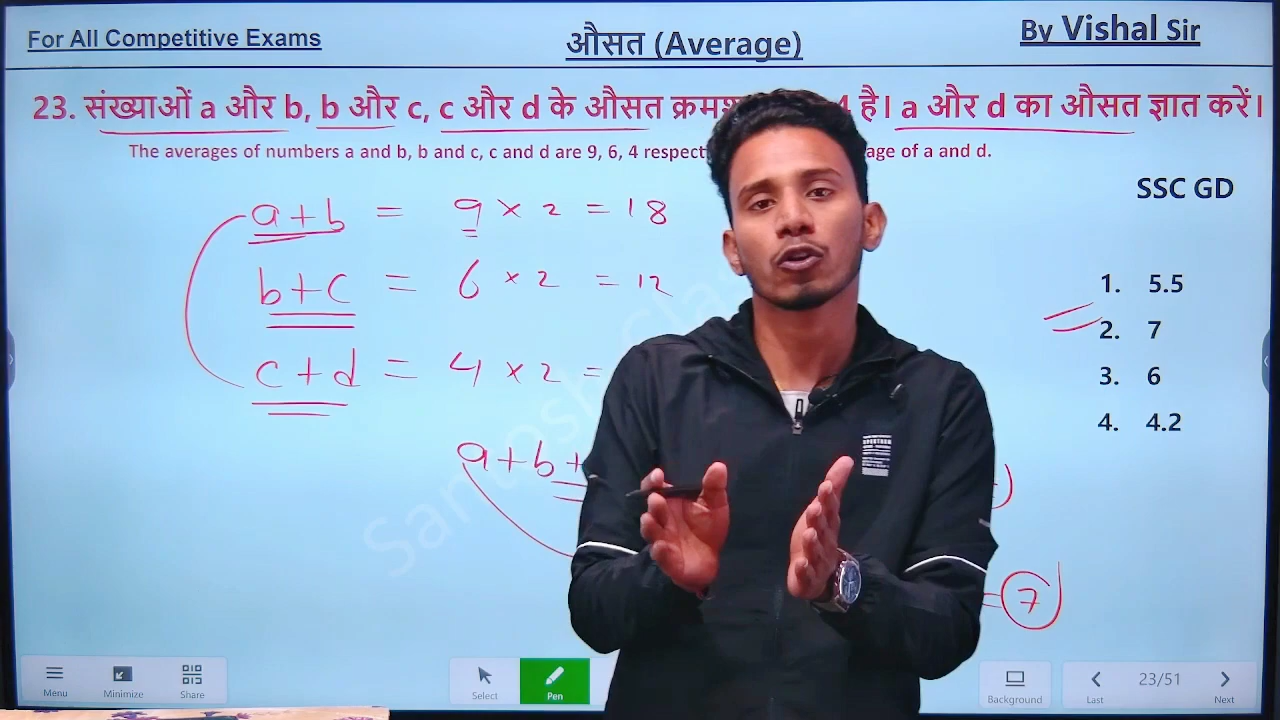 For All Competitive Exams
औसत (Average)
By Vishal Sir
23. संख्याओं a और b, b और c, c और d के औसत 4 है। a और d का औसत ज्ञात करें।
The averages of numbers a and b, b and c, c and d are 9, 6, 4 of a and d.
SSC GD
a+b = 9 × 2 = 18
b+c = 6 × 2 = 12
c+d = 4 × 2 =
a+b+
= 7
1. 5.5
2. 7
3. 6
4. 4.2
Menu
Minimize
Share
Select
Pen
Background
Last
23/51
Next